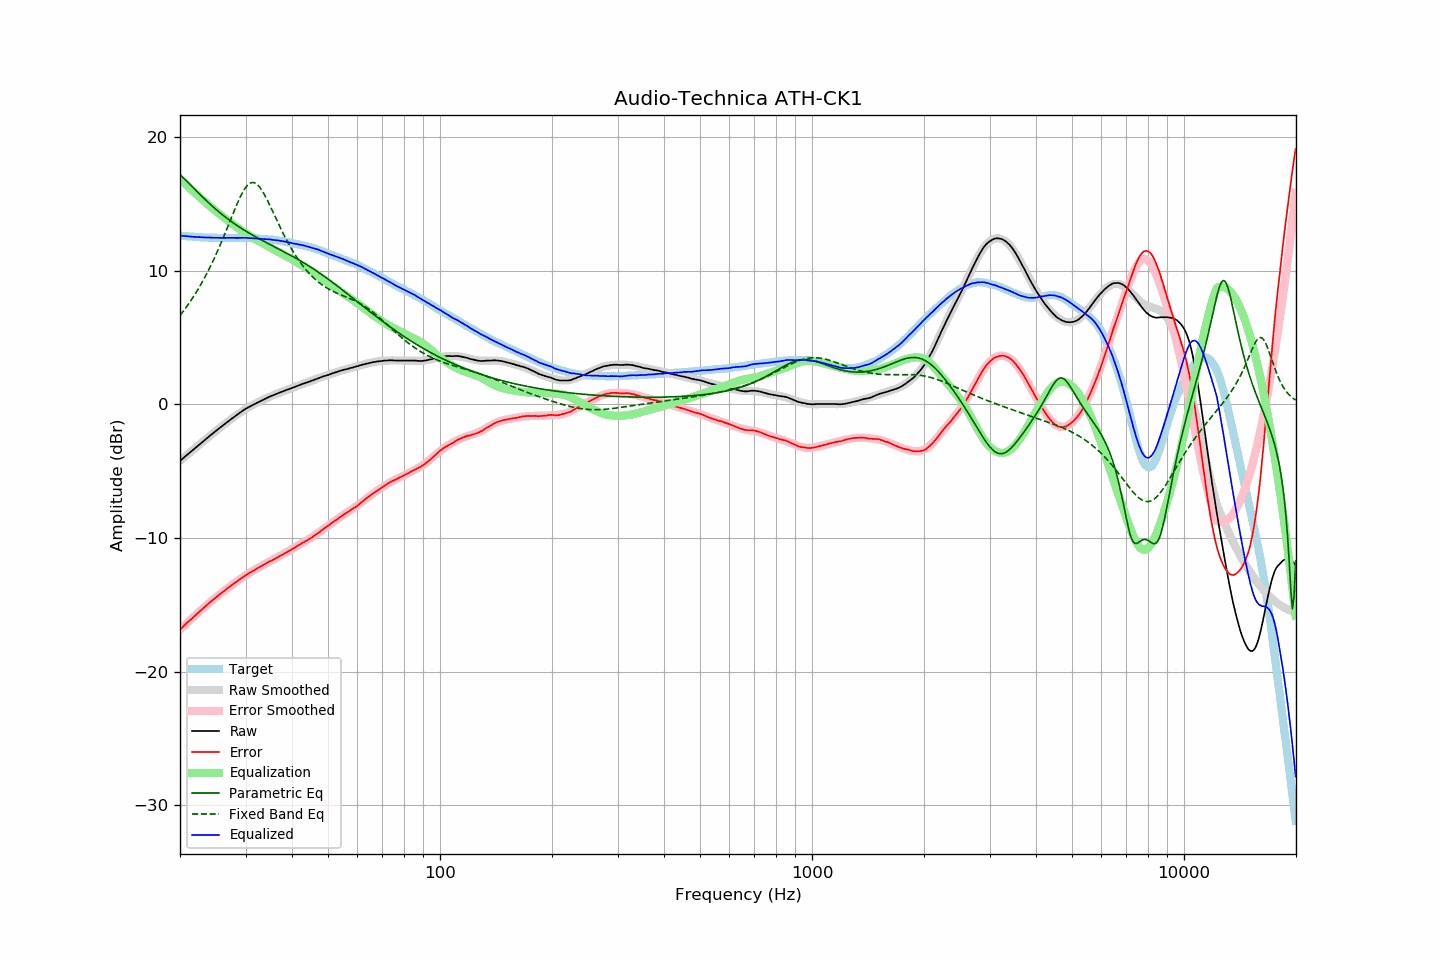 Audio-Technica ATH-CK1
20
10
0
−10
−20
−30
Amplitude (dBr)
Target
Raw Smoothed
Error Smoothed
Raw
Error
Equalization
Parametric Eq
Fixed Band Eq
Equalized
100
1000
10000
Frequency (Hz)